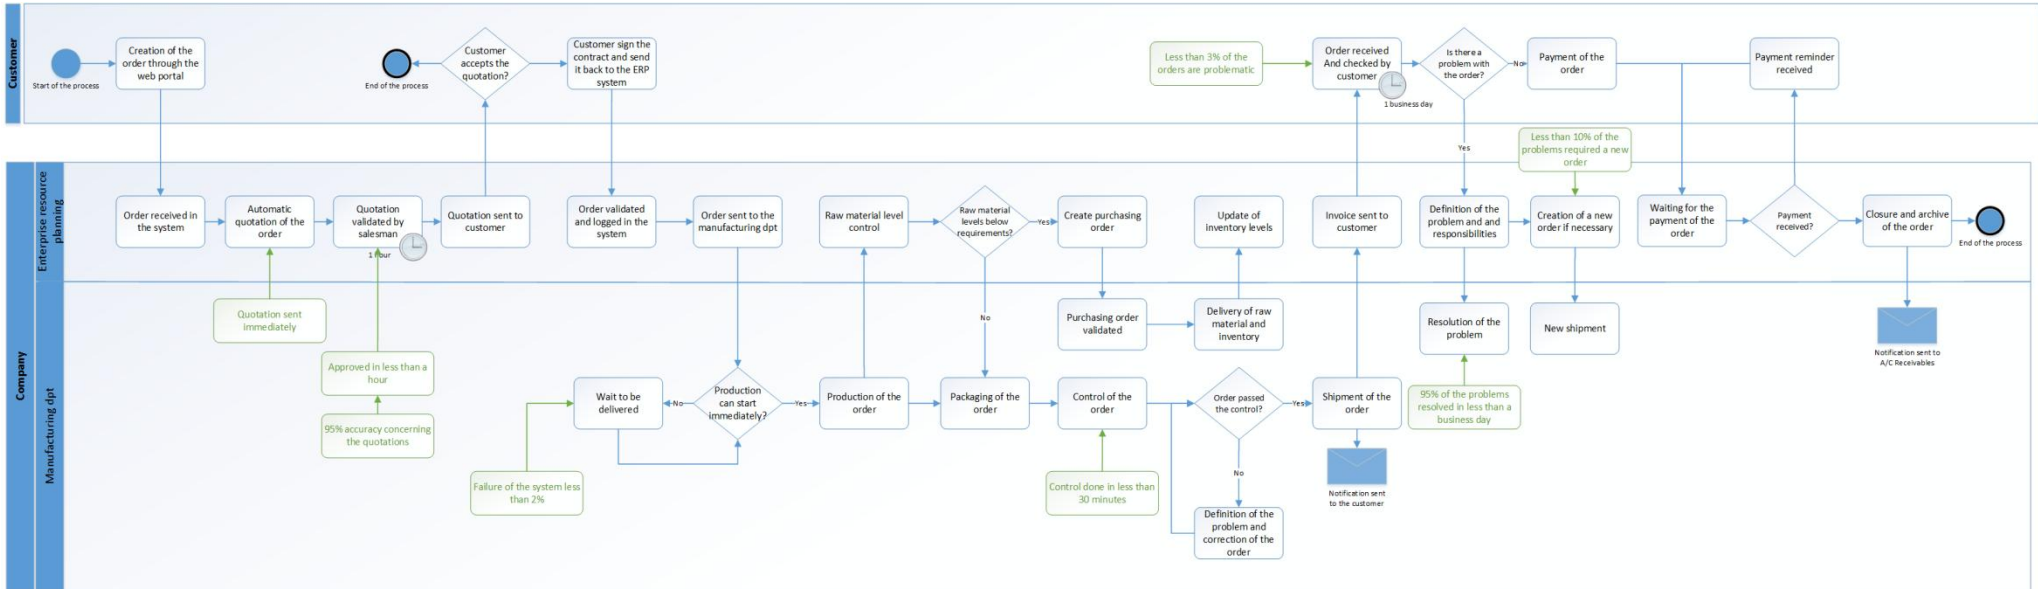 Customer
Start of the process
Creation of the
order through the
web portal
End of the process
Customer
accepts the
quotation?
Customer sign the
contract and send
it back to the ERP
system
Less than 3% of the
orders are problematic
Order received
And checked by
customer
1 business day
Is there a
problem with
the order?
No
Payment of the
order
Payment reminder
received
Yes
Less than 10% of the
problems required a new
order
Company
Enterprise resource
planning
Order received in
the system
Automatic
quotation of the
order
Quotation
validated by
salesman
1 hour
Quotation sent to
customer
Order validated
and logged in the
system
Order sent to the
manufacturing dpt
Raw material level
control
Raw material
levels below
requirements?
Yes
Create purchasing
order
Update of
inventory levels
Invoice sent to
customer
Definition of the
problem and and
responsibilities
Creation of a new
order if necessary
Waiting for the
payment of the
order
Payment
received?
Closure and archive
of the order
End of the process
Manufacturing dpt
Quotation sent
immediately
Approved in less than a
hour
95% accuracy concerning
the quotations
No
Purchasing order
validated
Delivery of raw
material and
inventory
Resolution of the
problem
New shipment
Notification sent to
A/C Receivables
Wait to be
delivered
No
Production
can start
immediately?
Yes
Production of the
order
Packaging of the
order
Control of the
order
Order passed
the control?
Yes
Shipment of the
order
95% of the problems
resolved in less than a
business day
Failure of the system less
than 2%
Control done in less than
30 minutes
No
Notification sent
to the customer
Definition of the
problem and
correction of the
order